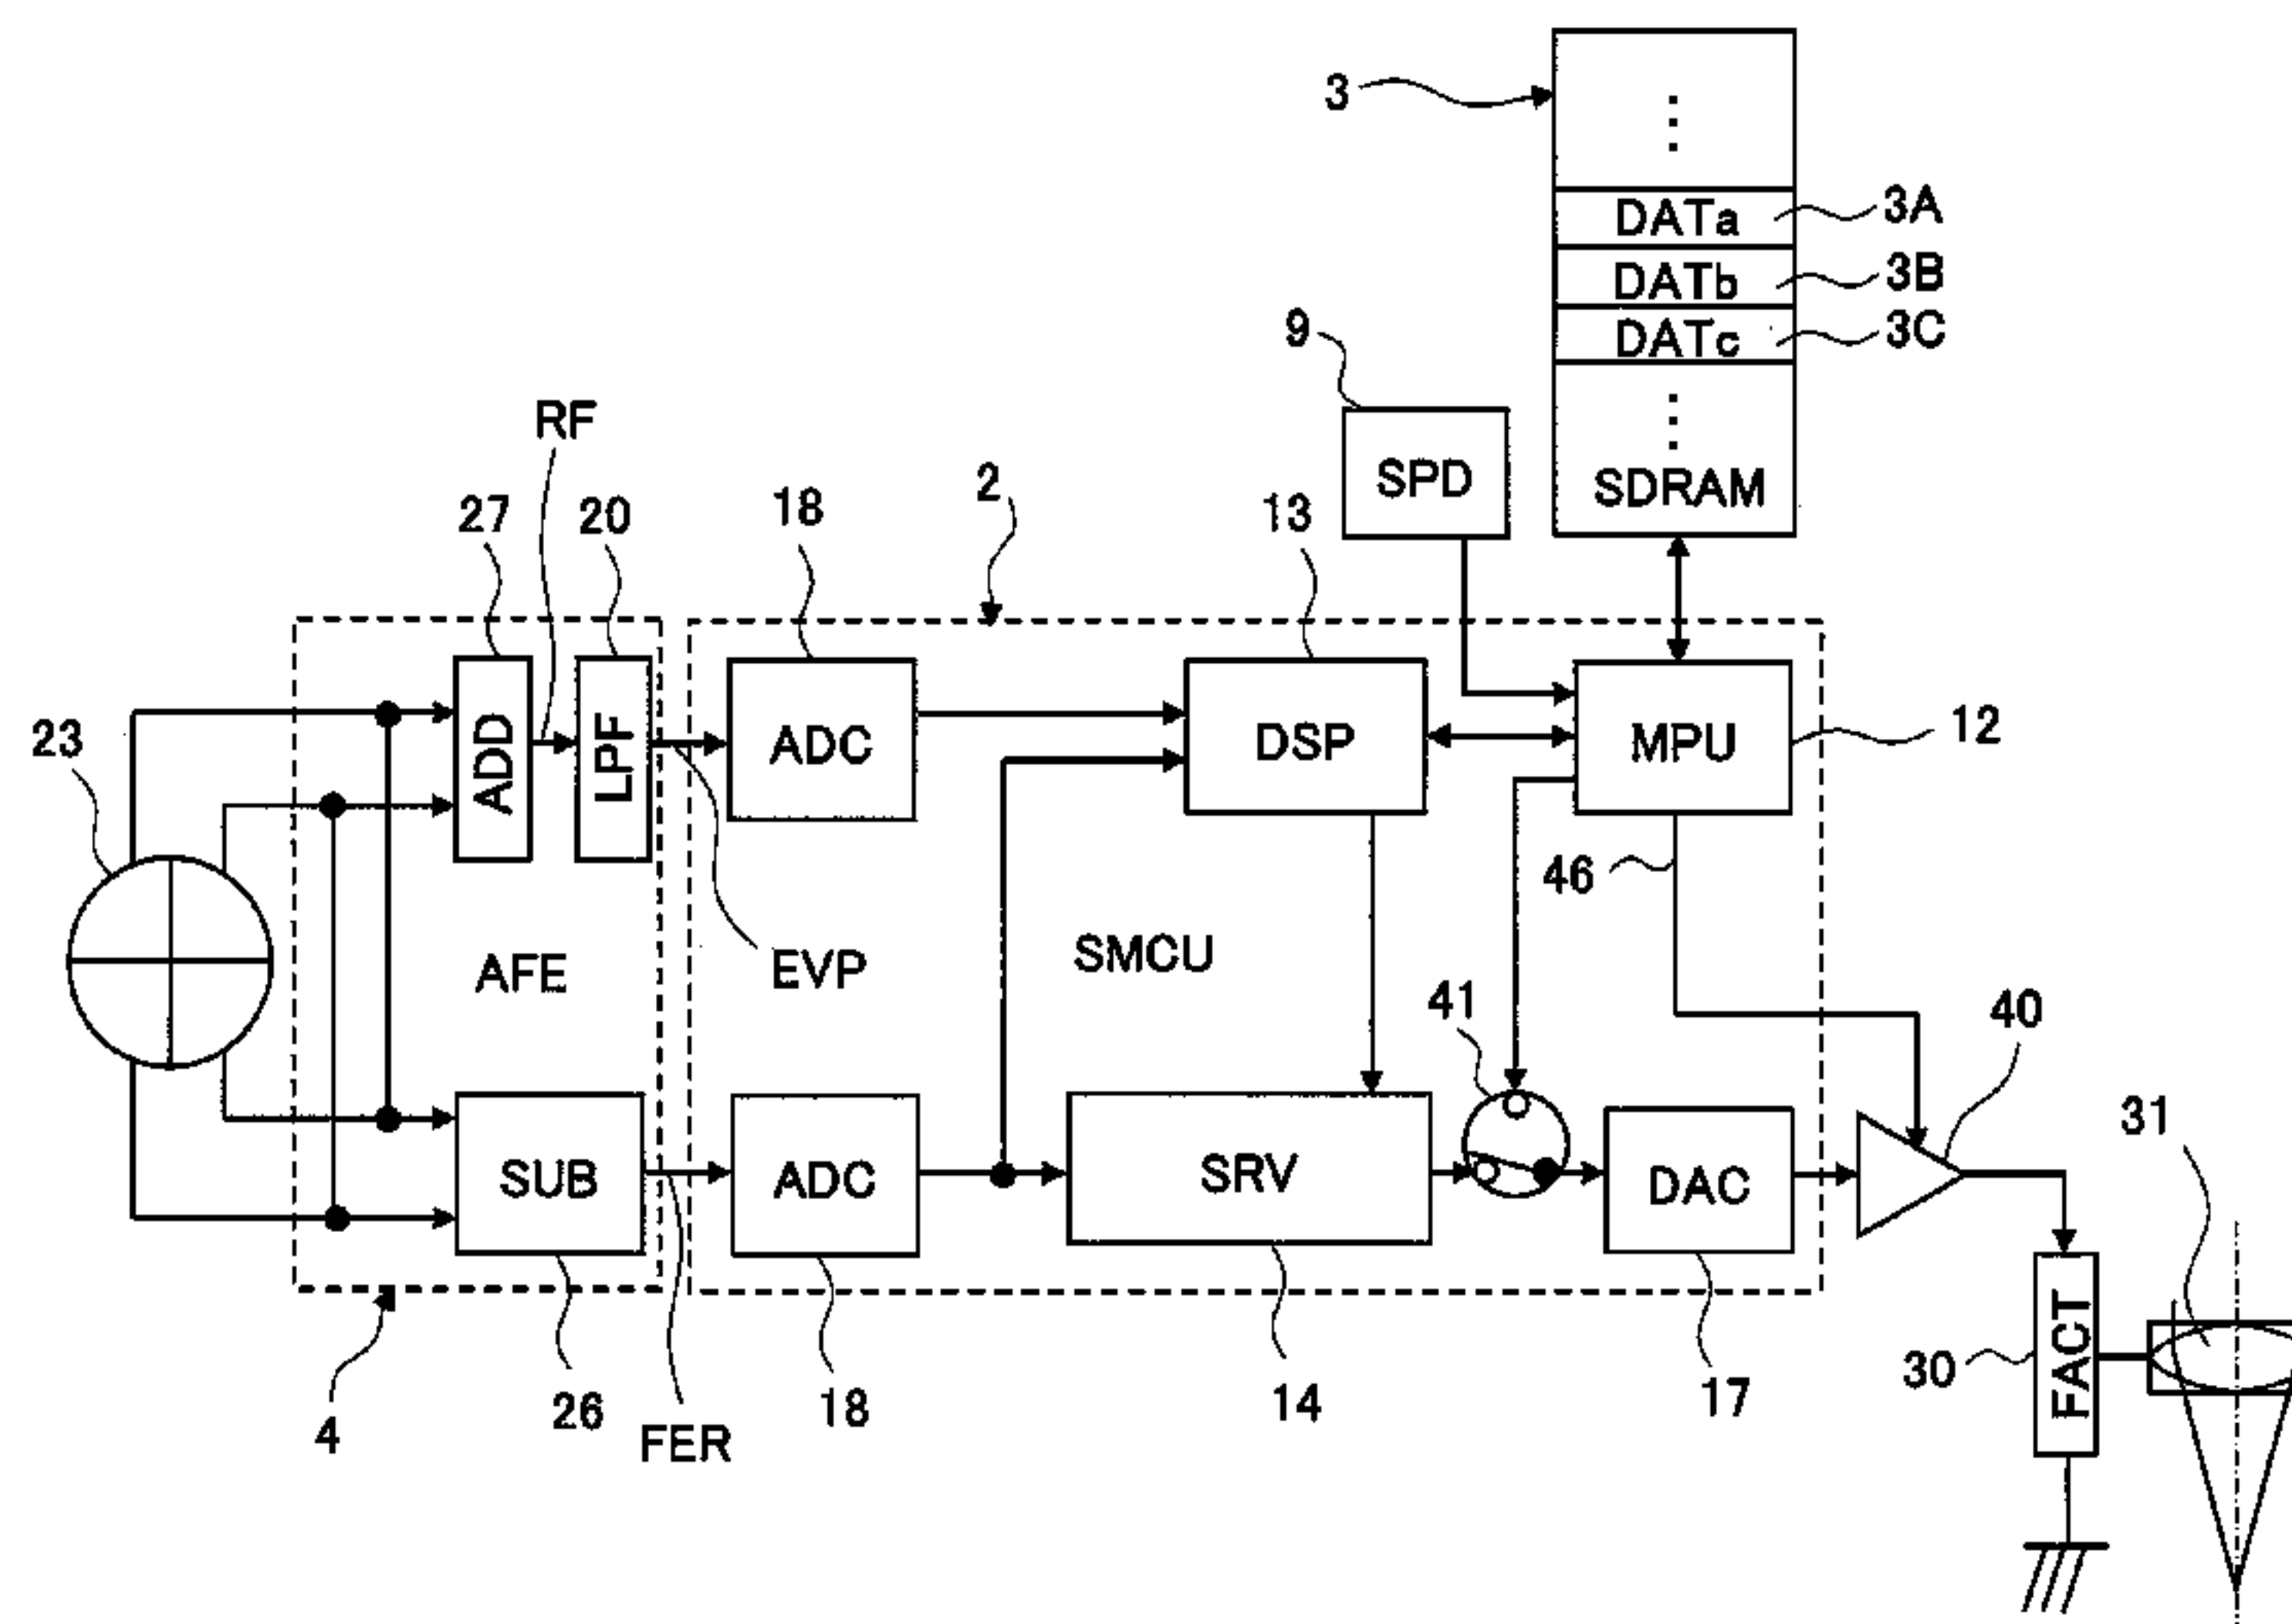 3
DATa
3A
DATb
3B
DATc
3C
9
SPD
SDRAM
RF
27
20
18
2
13
23
ADD
LPF
ADC
DSP
MPU
12
46
AFE
EVP
SMCU
41
40
31
SUB
ADC
SRV
DAC
4
26
FER
18
14
17
30
FACT